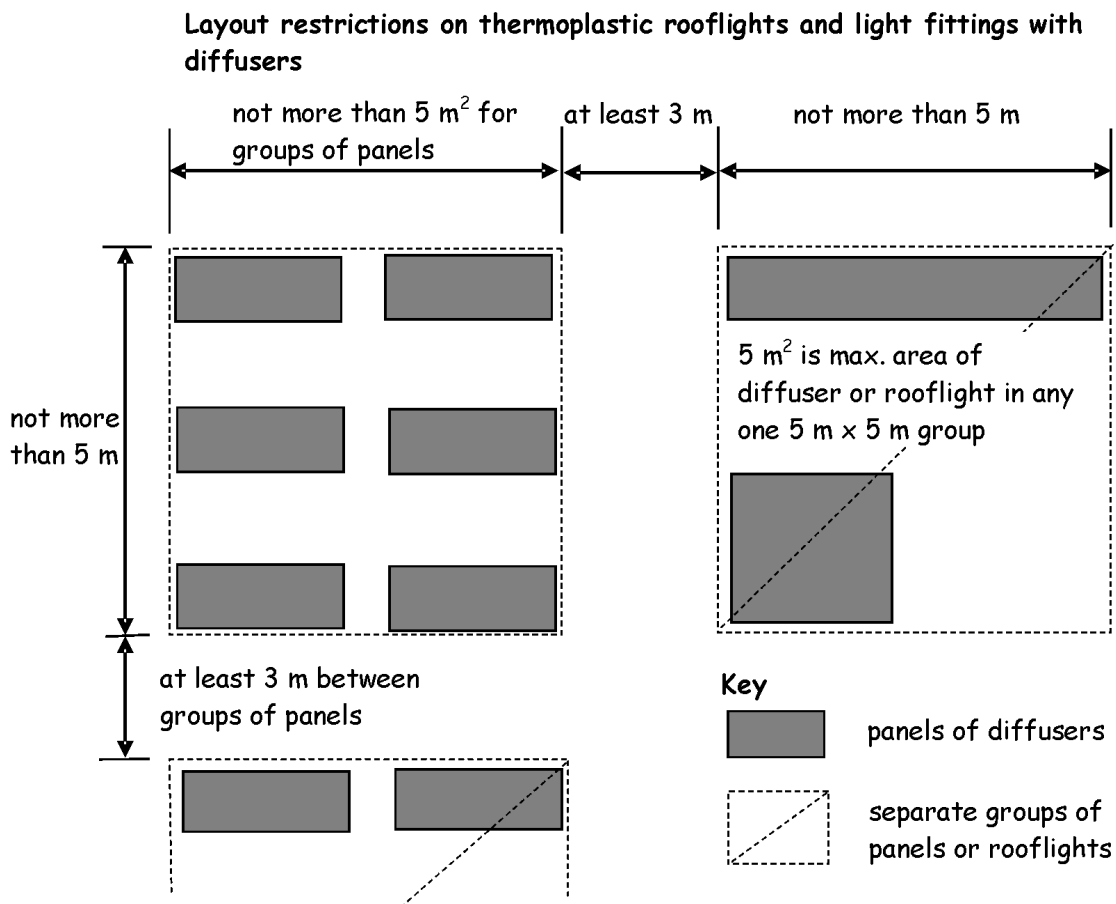 Layout restrictions on thermoplastic rooflights and light fittings with
diffusers
not more than 5 m² for
groups of panels
at least 3 m
not more than 5 m
not more
than 5 m
5 m² is max. area of
diffuser or rooflight in any
one 5 m x 5 m group
at least 3 m between
groups of panels
Key
panels of diffusers
separate groups of
panels or rooflights